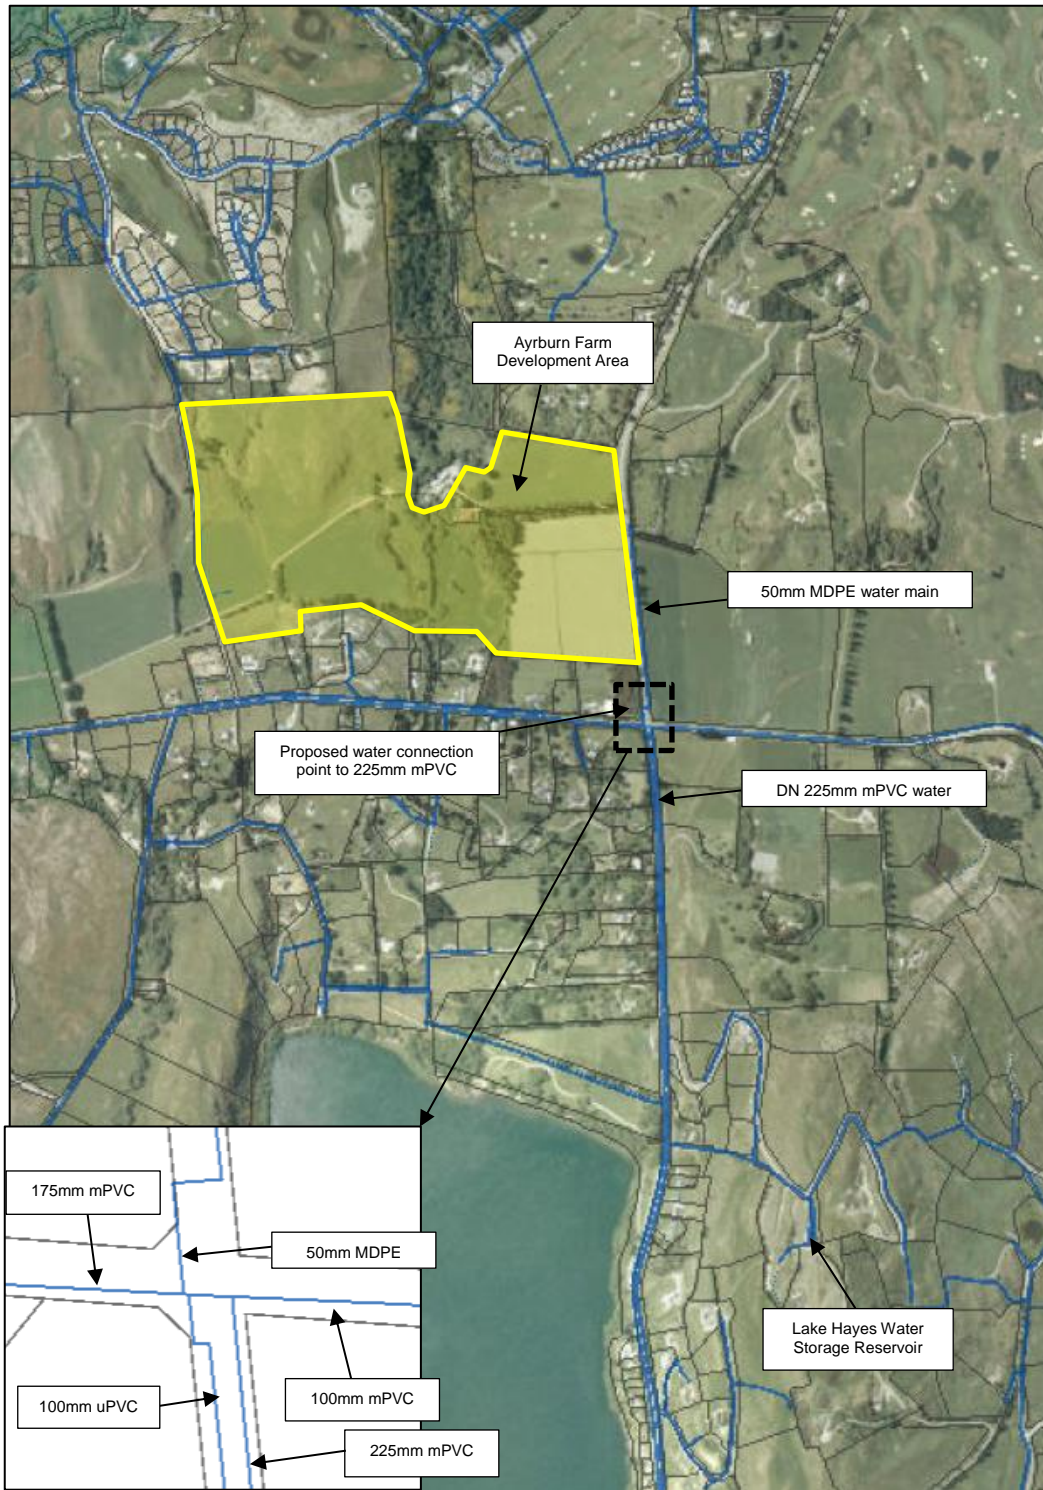 Ayrburn Farm
Development Area
50mm MDPE water main
Proposed water connection
point to 225mm mPVC
DN 225mm mPVC water
175mm mPVC
50mm MDPE
Lake Hayes Water
Storage Reservoir
100mm uPVC
100mm mPVC
225mm mPVC